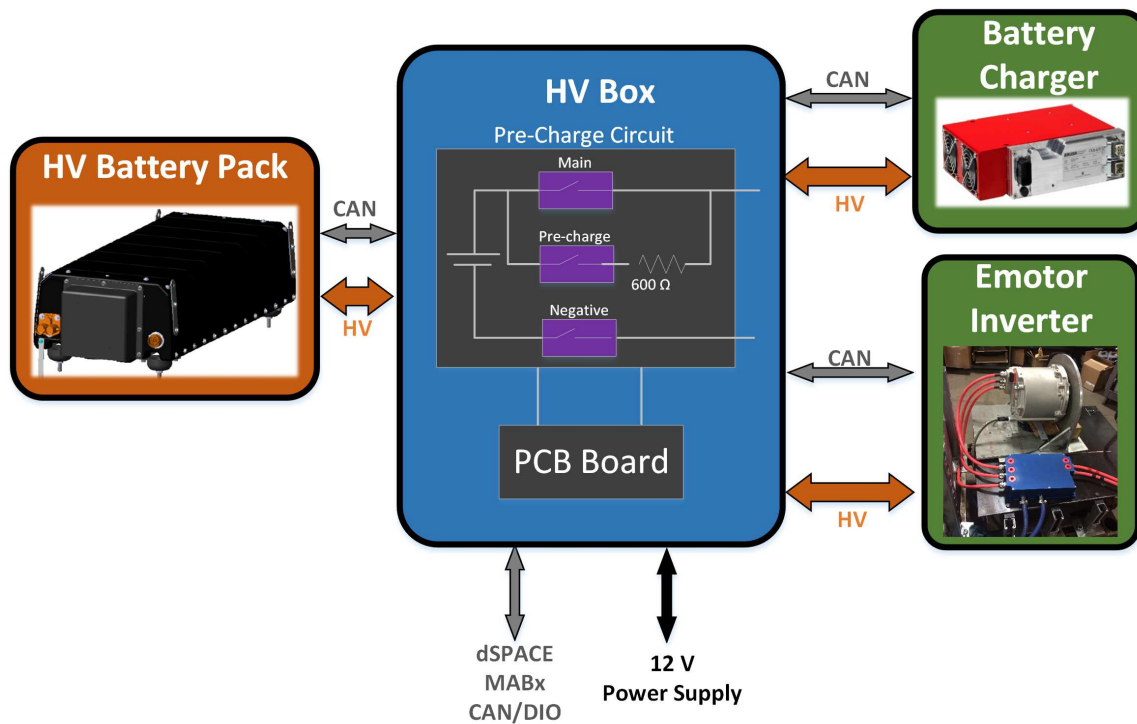 HV Battery Pack
CAN
HV
HV Box
Pre-Charge Circuit
Main
Pre-charge
600 Ω
Negative
PCB Board
dSPACE
MABx
CAN/DIO
12 V
Power Supply
CAN
HV
Battery
Charger
CAN
HV
Emotor
Inverter